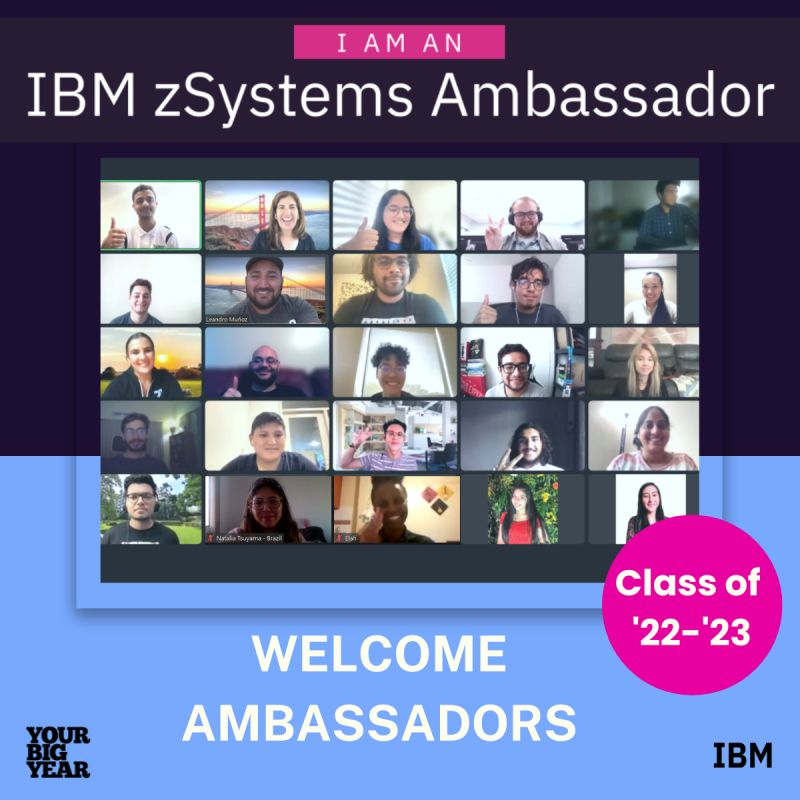 I AM AN
IBM zSystems Ambassador
Leandro Muñoz
Natalia Tsuyama - Brazil
Eliah
Class of
'22-'23
WELCOME
AMBASSADORS
YOUR
BIG
YEAR
IBM